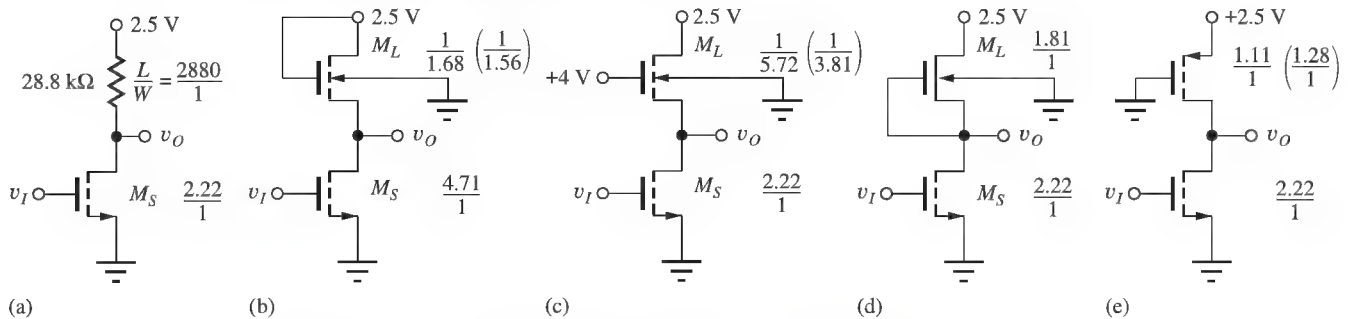 2.5 V
28.8 kΩ
L/W = 2880/1
v_O
v_I
M_S 2.22/1
(a)
2.5 V
M_L 1/1.68 (1/1.56)
v_O
v_I
M_S 4.71/1
(b)
2.5 V
M_L 1/5.72 (1/3.81)
+4 V
v_O
v_I
M_S 2.22/1
(c)
2.5 V
M_L 1.81/1
v_O
v_I
M_S 2.22/1
(d)
+2.5 V
1.11/1 (1.28/1)
v_O
v_I
2.22/1
(e)